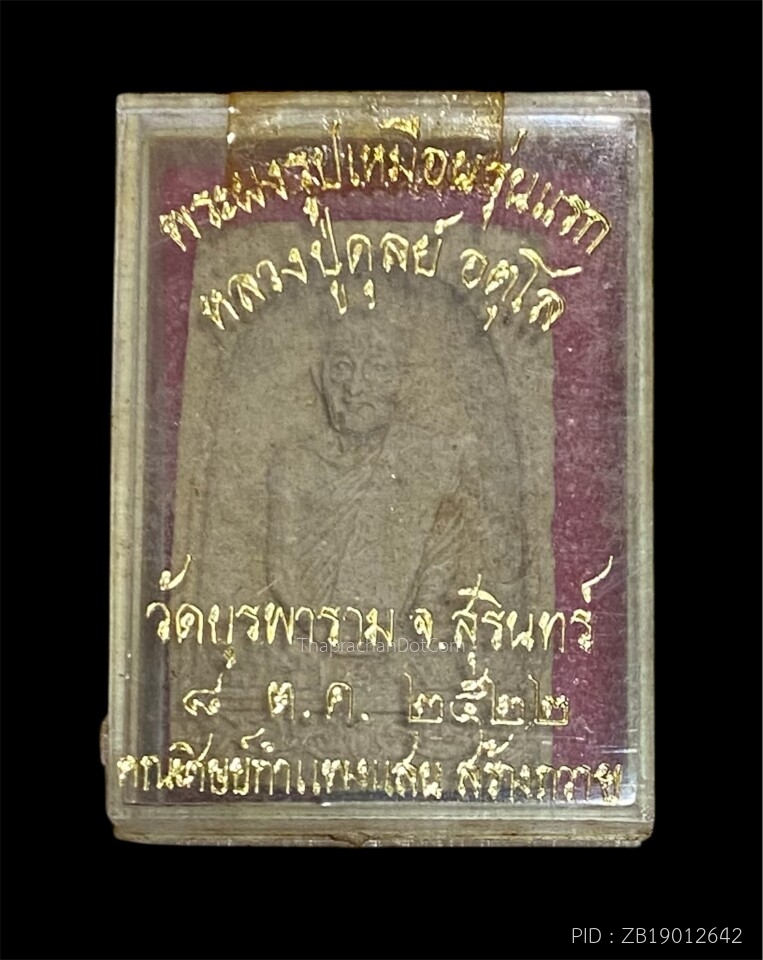 พระผงรูปเหมือนรุ่นแรก
หลวงปู่ดุลย์ อตุโล
วัดบูรพาราม จ.สุรินทร์
ThaprachanDotCom
๘ ต.ค. ๒๕๒๒
คณะศิษย์กำแพงแสน สร้างถวาย
PID : ZB19012642